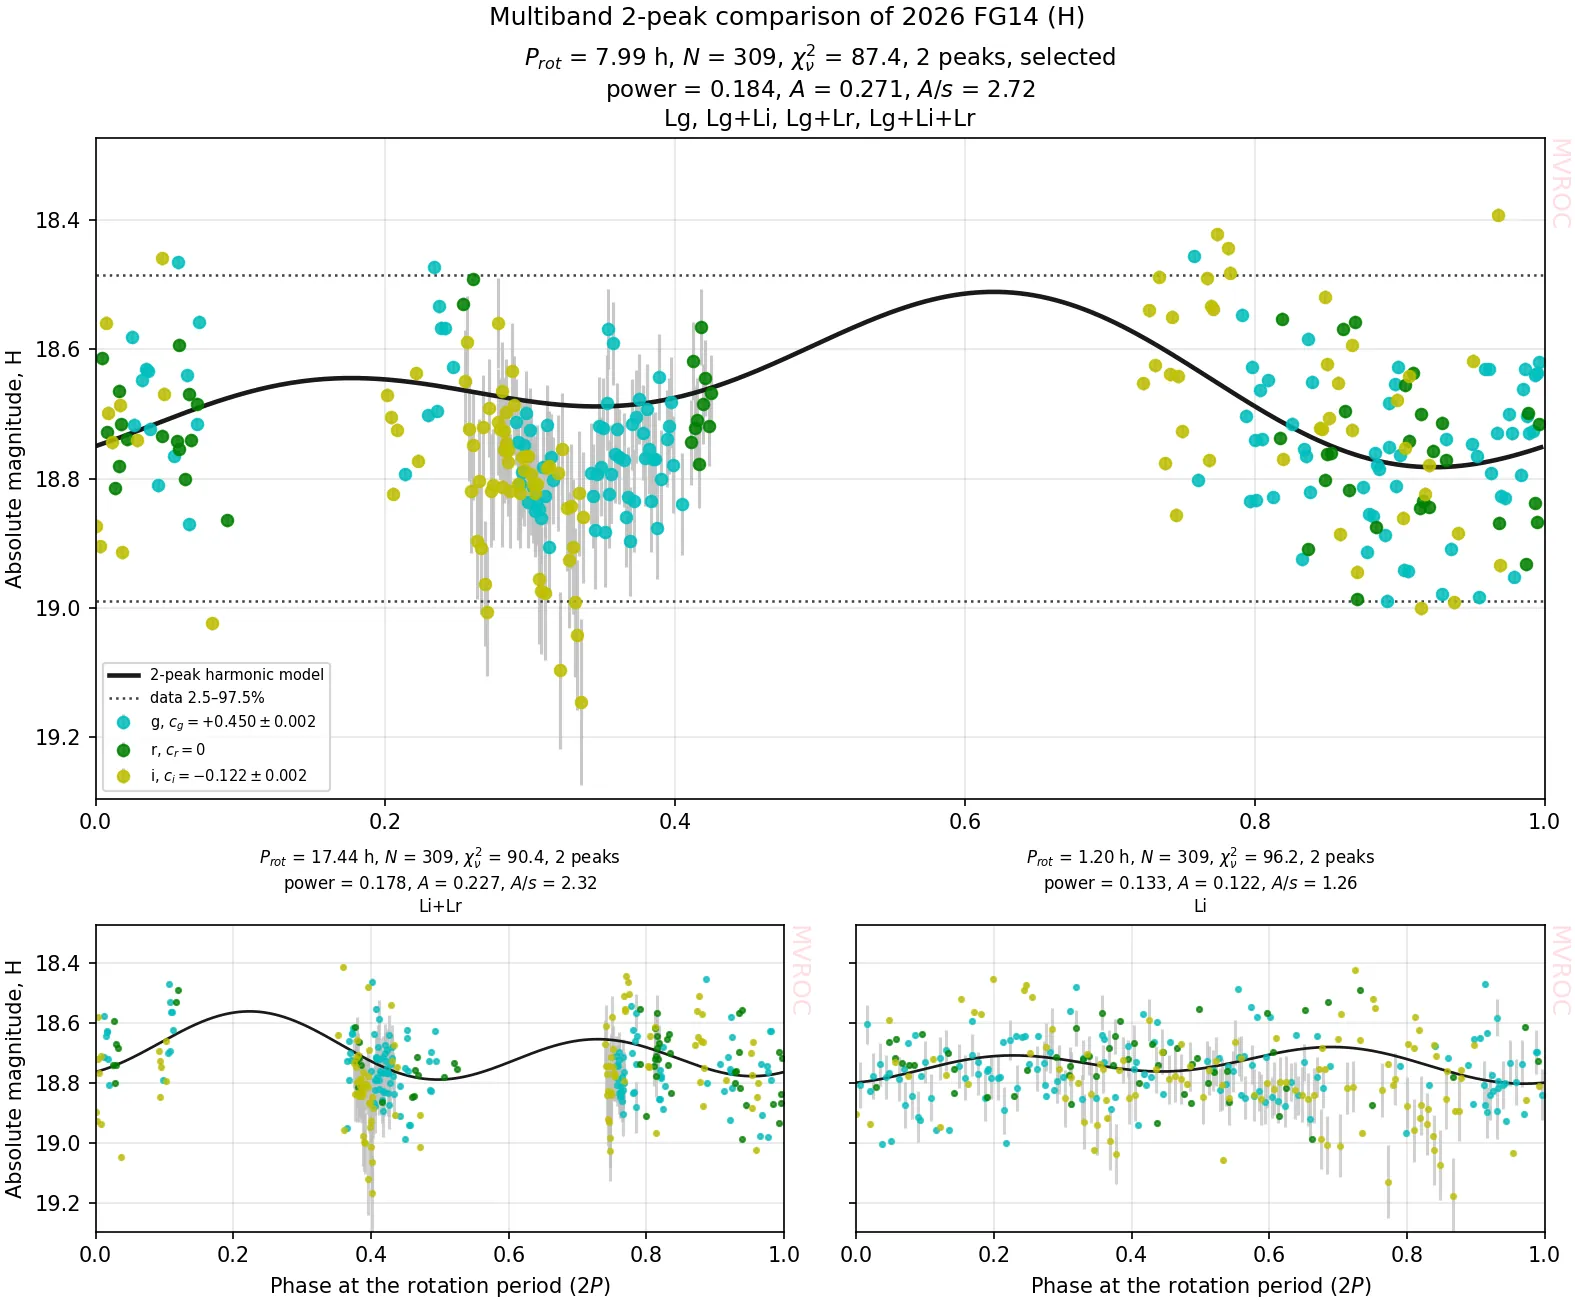 Multiband 2-peak comparison of 2026 FG14 (H)
P_rot = 7.99 h, N = 309, χ²_ν = 87.4, 2 peaks, selected
power = 0.184, A = 0.271, A/s = 2.72
Lg, Lg+Li, Lg+Lr, Lg+Li+Lr
MVROC
Absolute magnitude, H
18.4
18.6
18.8
19.0
19.2
2-peak harmonic model
data 2.5–97.5%
g, c_g = +0.450 ± 0.002
r, c_r = 0
i, c_i = −0.122 ± 0.002
0.0 0.2 0.4 0.6 0.8 1.0
P_rot = 17.44 h, N = 309, χ²_ν = 90.4, 2 peaks
power = 0.178, A = 0.227, A/s = 2.32
Li+Lr
MVROC
Absolute magnitude, H
18.4
18.6
18.8
19.0
19.2
0.0 0.2 0.4 0.6 0.8 1.0
Phase at the rotation period (2P)
P_rot = 1.20 h, N = 309, χ²_ν = 96.2, 2 peaks
power = 0.133, A = 0.122, A/s = 1.26
Li
MVROC
0.0 0.2 0.4 0.6 0.8 1.0
Phase at the rotation period (2P)